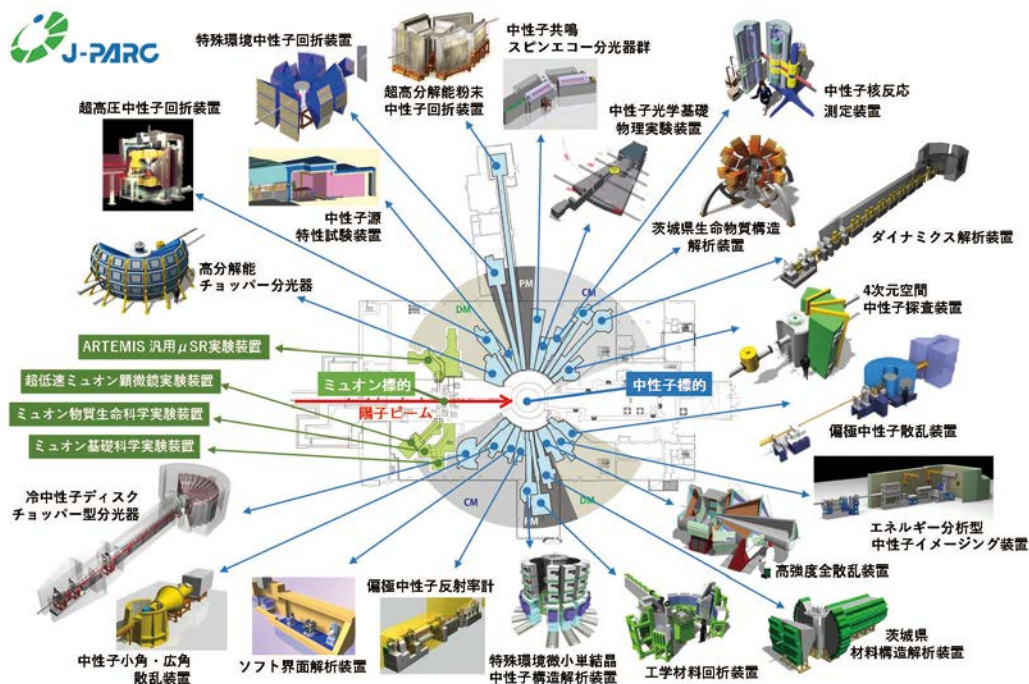 J-PARC
特殊環境中性子回折装置
超高分解能粉末
中性子回折装置
中性子共鳴
スピンエコー分光器群
中性子光学基礎
物理実験装置
中性子核反応
測定装置
超高圧中性子回折装置
中性子源
特性試験装置
茨城県生命物質構造
解析装置
ダイナミクス解析装置
高分解能
チョッパー分光器
4次元空間
中性子探査装置
PM
DM
CM
ARTEMIS 汎用μSR実験装置
超低速ミュオン顕微鏡実験装置
ミュオン物質生命科学実験装置
ミュオン基礎科学実験装置
ミュオン標的
陽子ビーム
中性子標的
偏極中性子散乱装置
CM
PM
DM
冷中性子ディスク
チョッパー型分光器
エネルギー分析型
中性子イメージング装置
高強度全散乱装置
中性子小角・広角
散乱装置
ソフト界面解析装置
偏極中性子反射率計
特殊環境微小単結晶
中性子構造解析装置
工学材料回折装置
茨城県
材料構造解析装置